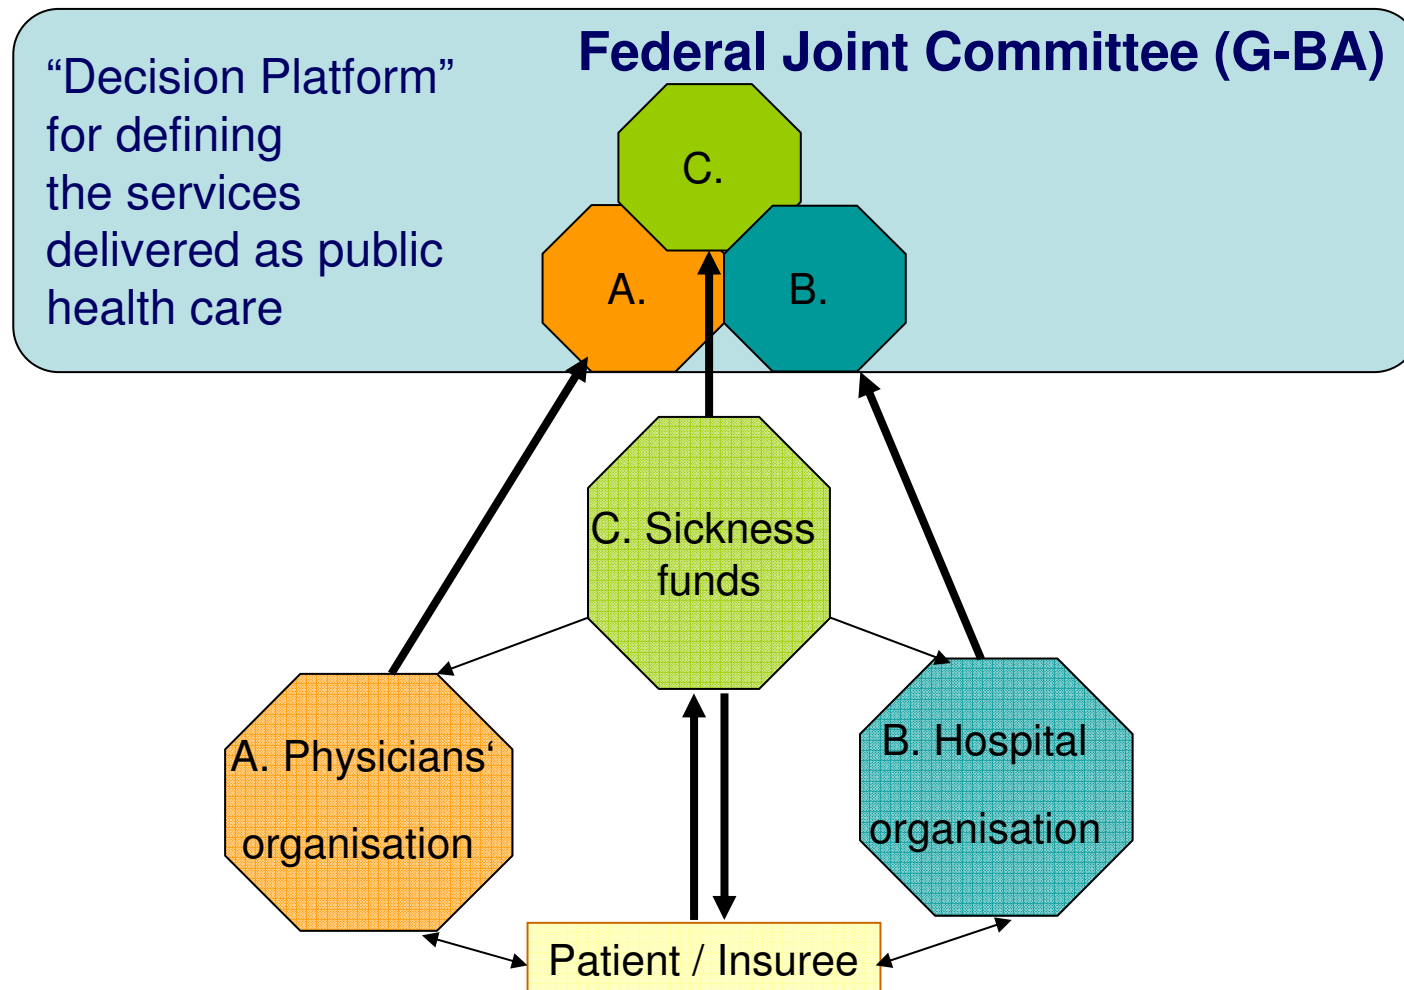 Federal Joint Committee (G-BA)
“Decision Platform”
for defining
the services
delivered as public
health care
C.
A.
B.
C. Sickness
funds
A. Physicians‘
organisation
B. Hospital
organisation
Patient / Insuree